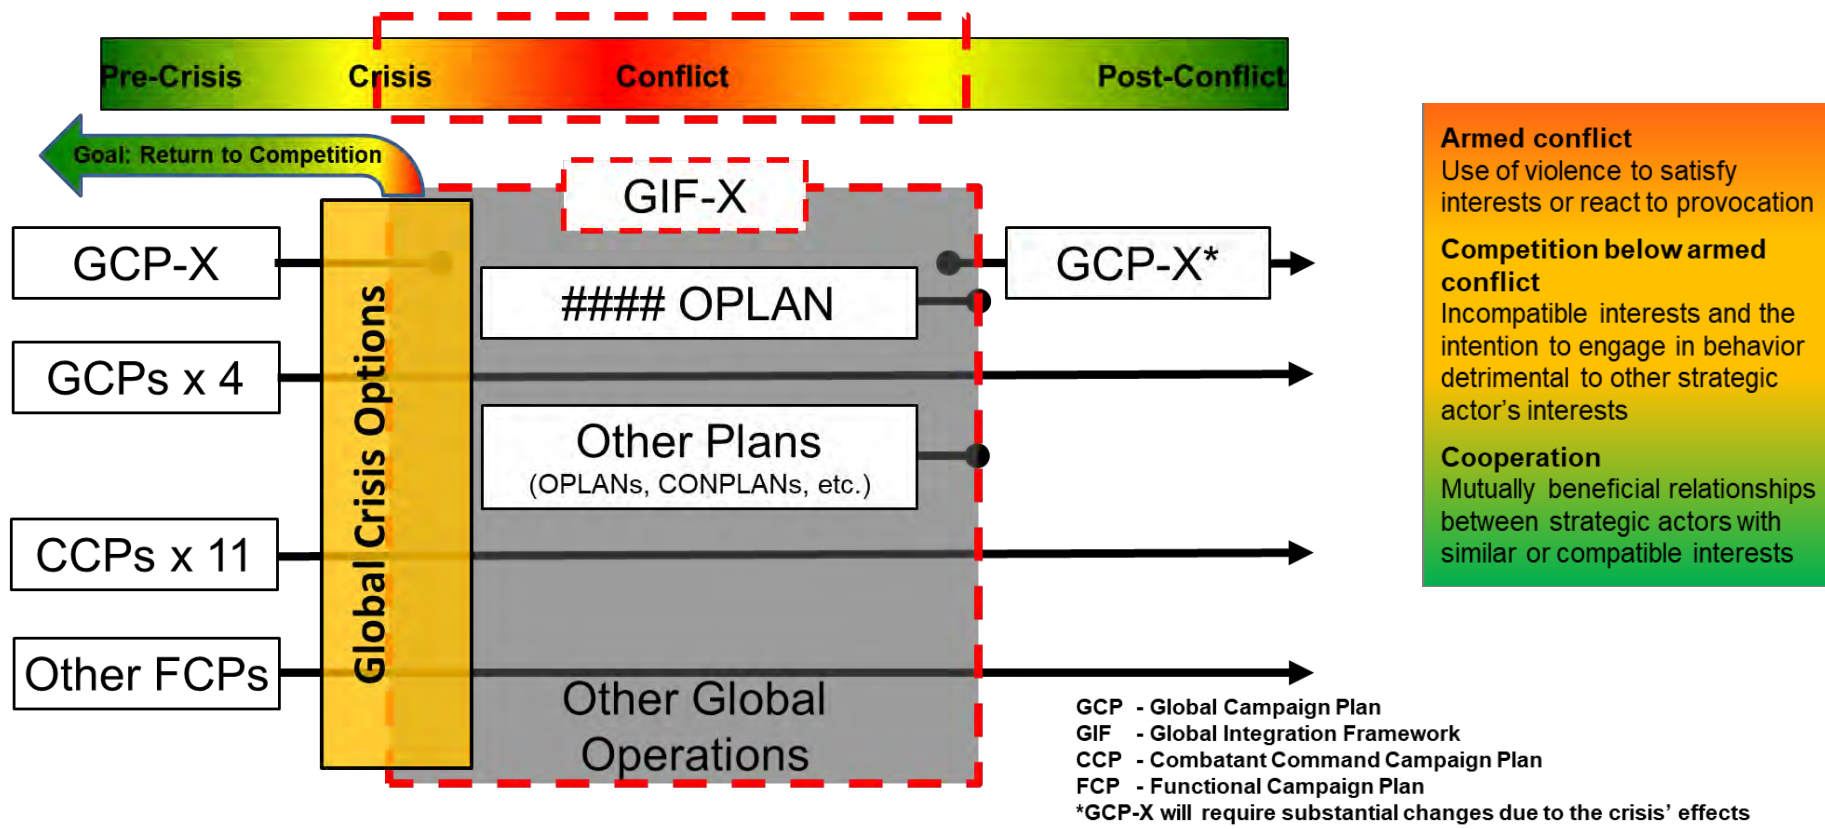 Pre-Crisis
Crisis
Conflict
Post-Conflict
Goal: Return to Competition
GIF-X
GCP-X
GCPs x 4
CCPs x 11
Other FCPs
Global Crisis Options
#### OPLAN
Other Plans
(OPLANs, CONPLANs, etc.)
Other Global
Operations
GCP-X*
Armed conflict
Use of violence to satisfy
interests or react to provocation
Competition below armed
conflict
Incompatible interests and the
intention to engage in behavior
detrimental to other strategic
actor's interests
Cooperation
Mutually beneficial relationships
between strategic actors with
similar or compatible interests
GCP - Global Campaign Plan
GIF - Global Integration Framework
CCP - Combatant Command Campaign Plan
FCP - Functional Campaign Plan
*GCP-X will require substantial changes due to the crisis' effects